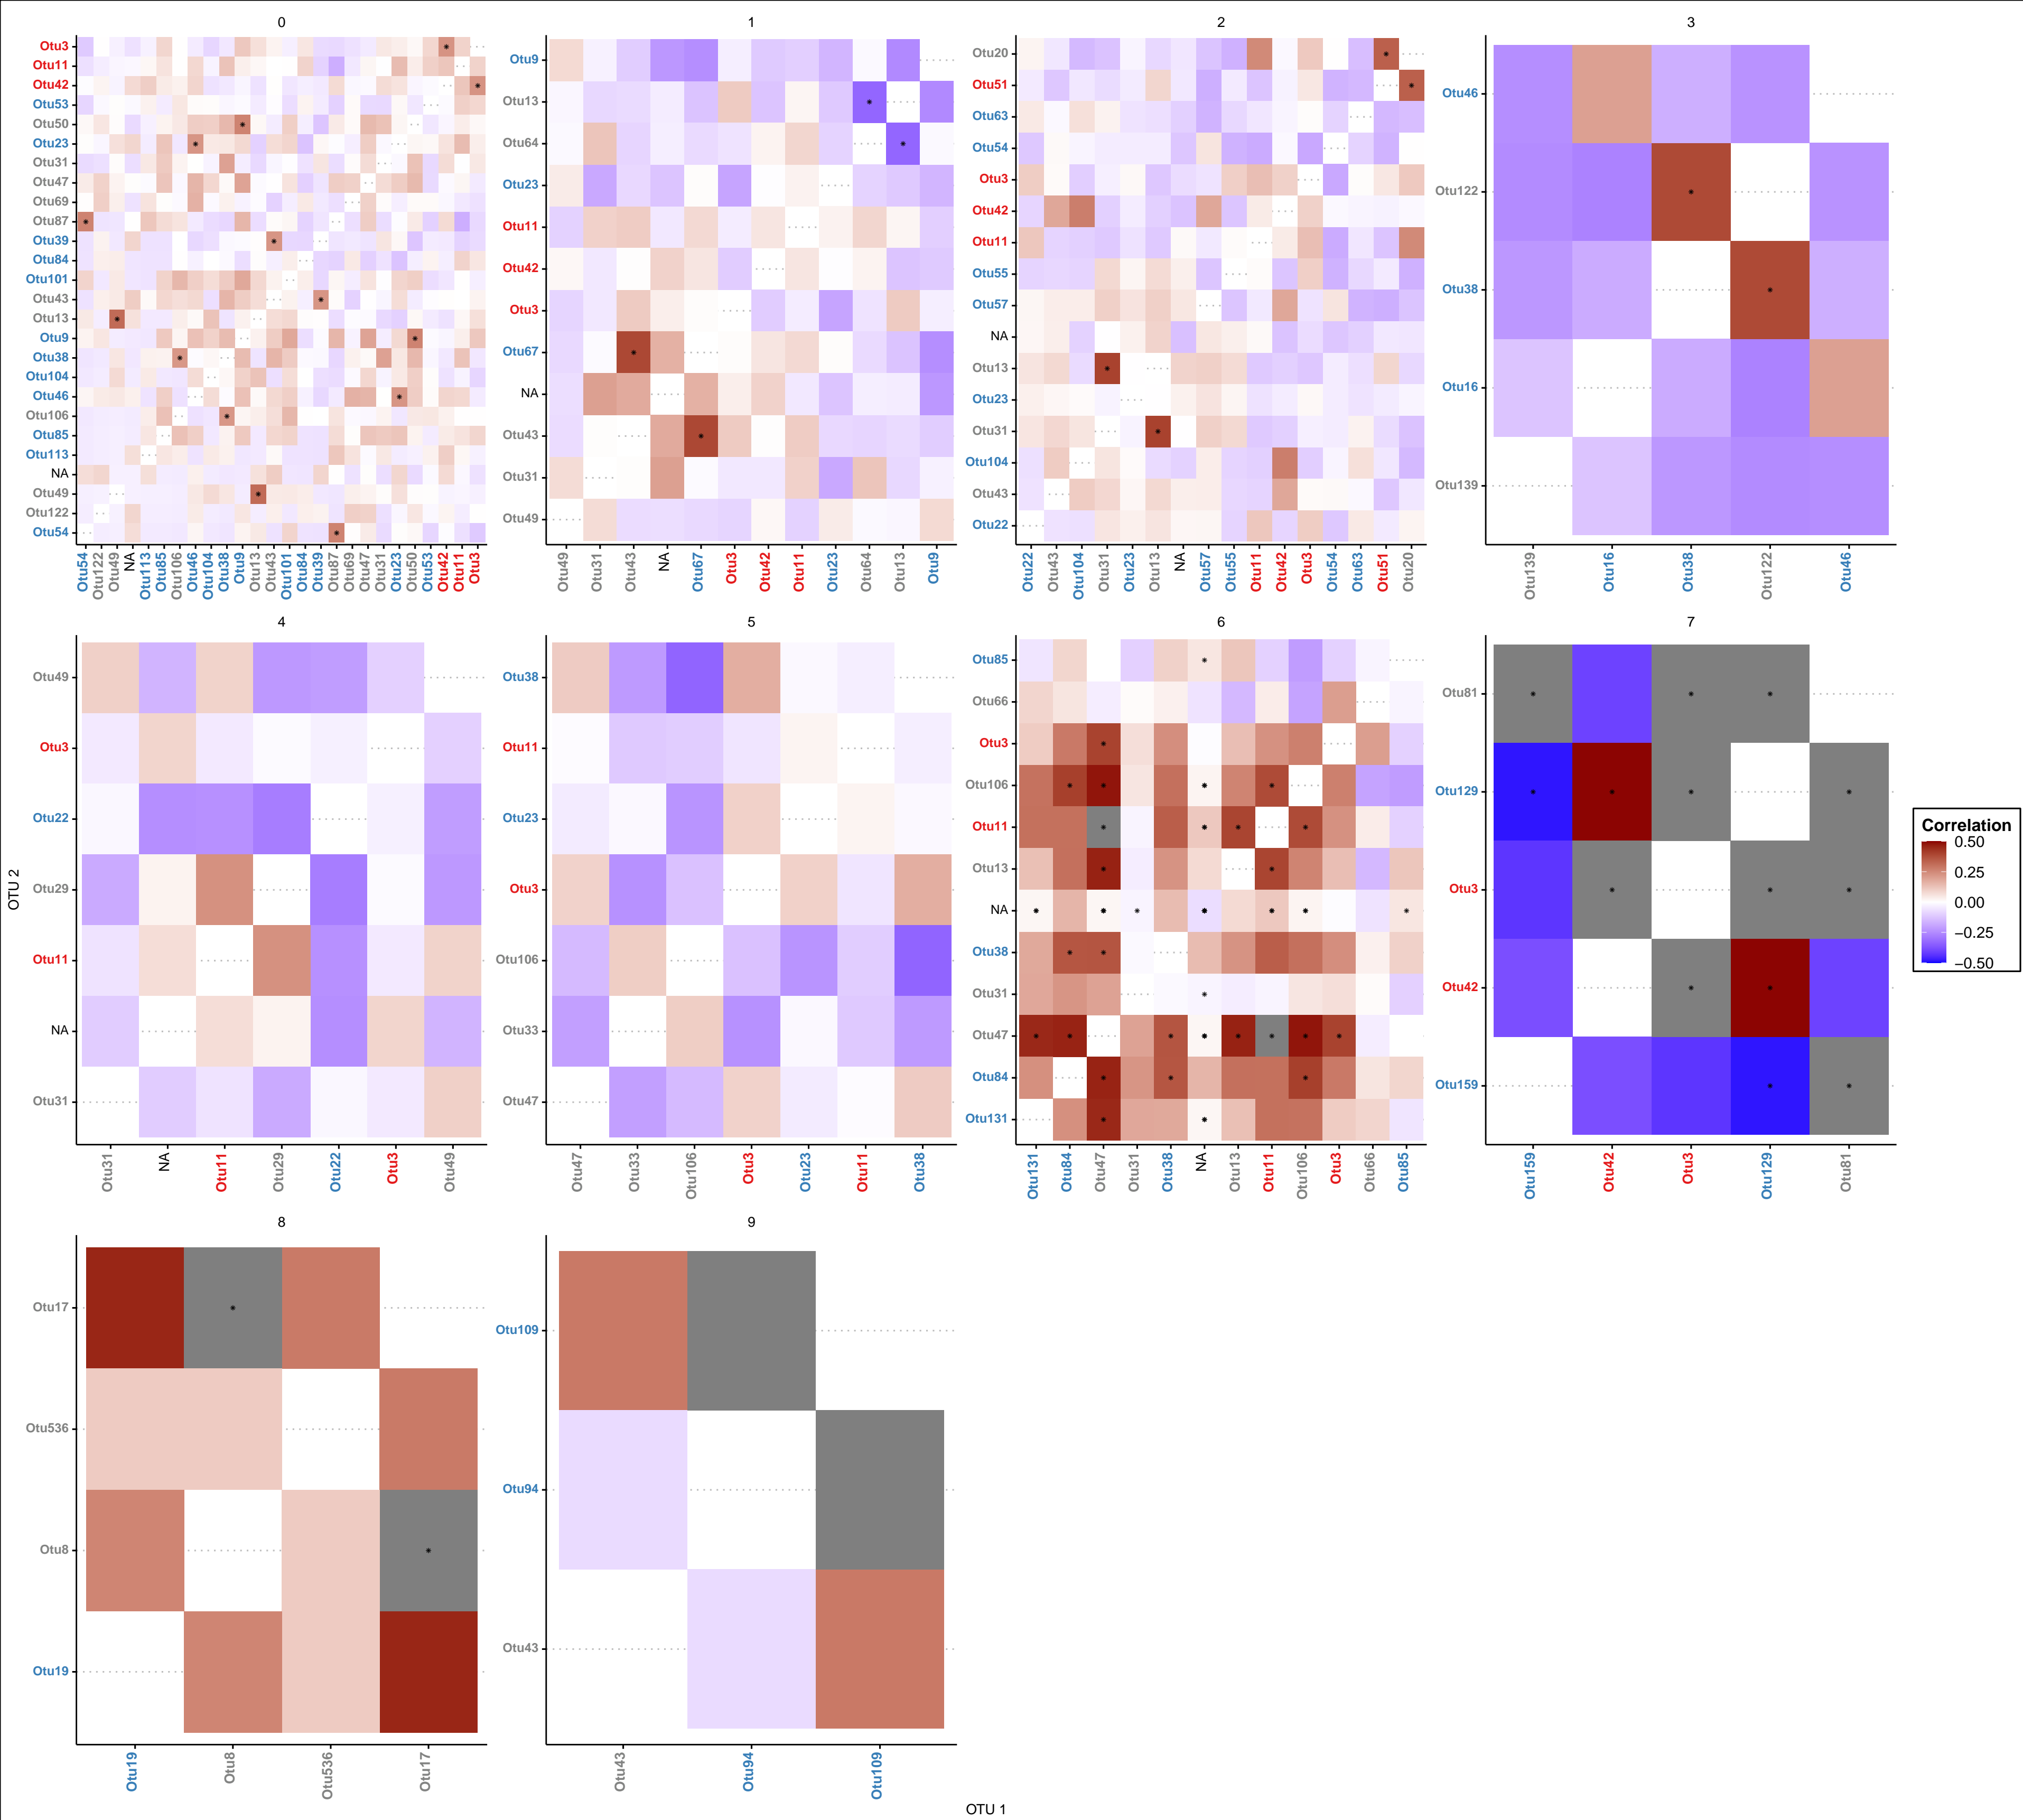 0 1 2 3
Otu3
Otu11
Otu42
Otu53
Otu50
Otu23
Otu31
Otu47
Otu69
Otu87
Otu39
Otu84
Otu101
Otu43
Otu13
Otu9
Otu38
Otu104
Otu46
Otu106
Otu85
Otu113
NA
Otu49
Otu122
Otu54
Otu54 Otu122 Otu49 NA Otu113 Otu85 Otu106 Otu46 Otu104 Otu38 Otu9 Otu13 Otu43 Otu101 Otu84 Otu39 Otu87 Otu69 Otu47 Otu31 Otu23 Otu50 Otu53 Otu42 Otu11 Otu3
Otu9
Otu13
Otu64
Otu23
Otu11
Otu42
Otu3
Otu67
NA
Otu43
Otu31
Otu49
Otu49 Otu31 Otu43 NA Otu67 Otu3 Otu42 Otu11 Otu23 Otu64 Otu13 Otu9
Otu20
Otu51
Otu63
Otu54
Otu3
Otu42
Otu11
Otu55
Otu57
NA
Otu13
Otu23
Otu31
Otu104
Otu43
Otu22
Otu22 Otu43 Otu104 Otu31 Otu23 Otu13 NA Otu57 Otu55 Otu11 Otu42 Otu3 Otu54 Otu63 Otu51 Otu20
Otu46
Otu122
Otu38
Otu16
Otu139
Otu139 Otu16 Otu38 Otu122 Otu46
4 5 6 7
Otu49
Otu3
Otu22
Otu29
Otu11
NA
Otu31
Otu31 NA Otu11 Otu29 Otu22 Otu3 Otu49
Otu38
Otu11
Otu23
Otu3
Otu106
Otu33
Otu47
Otu47 Otu33 Otu106 Otu3 Otu23 Otu11 Otu38
Otu85
Otu66
Otu3
Otu106
Otu11
Otu13
NA
Otu38
Otu31
Otu47
Otu84
Otu131
Otu131 Otu84 Otu47 Otu31 Otu38 NA Otu13 Otu11 Otu106 Otu3 Otu66 Otu85
Otu81
Otu129
Otu3
Otu42
Otu159
Otu159 Otu42 Otu3 Otu129 Otu81
Correlation
0.50
0.25
0.00
−0.25
−0.50
OTU 2
8 9
Otu17
Otu536
Otu8
Otu19
Otu19 Otu8 Otu536 Otu17
Otu109
Otu94
Otu43
Otu43 Otu94 Otu109
OTU 1